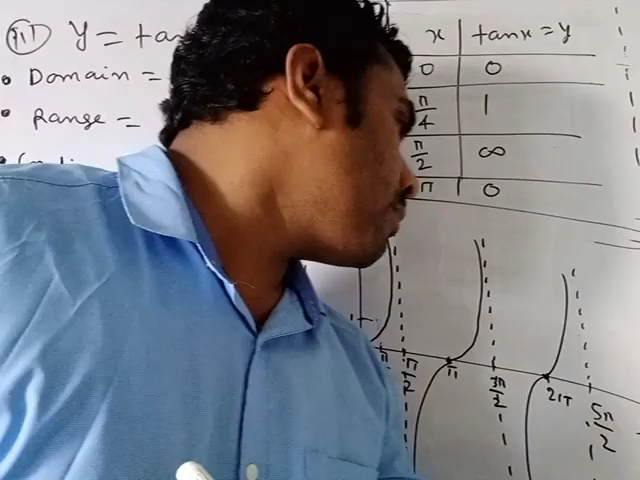 (III) y = tan
• Domain =
• Range =
x | tanx = y
0 | 0
π/4 | 1
π/2 | ∞
π | 0
π/2
π
3π/2
2π
5π/2